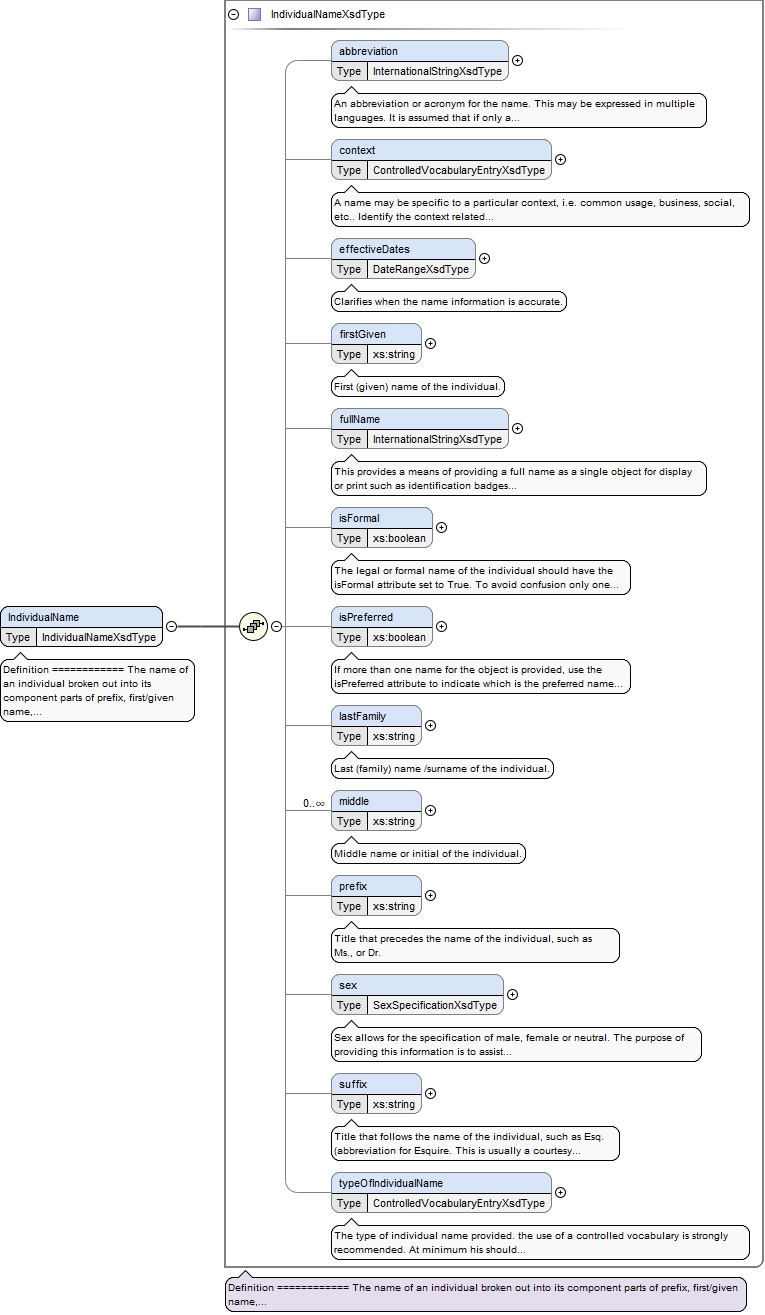 IndividualNameXsdType
abbreviation
Type InternationalStringXsdType
An abbreviation or acronym for the name. This may be expressed in multiple
languages. It is assumed that if only a...
context
Type ControlledVocabularyEntryXsdType
A name may be specific to a particular context, i.e. common usage, business, social,
etc.. Identify the context related...
effectiveDates
Type DateRangeXsdType
Clarifies when the name information is accurate.
firstGiven
Type xs:string
First (given) name of the individual.
fullName
Type InternationalStringXsdType
This provides a means of providing a full name as a single object for display
or print such as identification badges...
isFormal
Type xs:boolean
The legal or formal name of the individual should have the
isFormal attribute set to True. To avoid confusion only one...
IndividualName
Type IndividualNameXsdType
Definition ============ The name of
an individual broken out into its
component parts of prefix, first/given
name,...
isPreferred
Type xs:boolean
If more than one name for the object is provided, use the
isPreferred attribute to indicate which is the preferred name...
lastFamily
Type xs:string
Last (family) name /surname of the individual.
0..∞
middle
Type xs:string
Middle name or initial of the individual.
prefix
Type xs:string
Title that precedes the name of the individual, such as
Ms., or Dr.
sex
Type SexSpecificationXsdType
Sex allows for the specification of male, female or neutral. The purpose of
providing this information is to assist...
suffix
Type xs:string
Title that follows the name of the individual, such as Esq.
(abbreviation for Esquire. This is usually a courtesy...
typeOfIndividualName
Type ControlledVocabularyEntryXsdType
The type of individual name provided. the use of a controlled vocabulary is strongly
recommended. At minimum his should...
Definition ============ The name of an individual broken out into its component parts of prefix, first/given
name,...